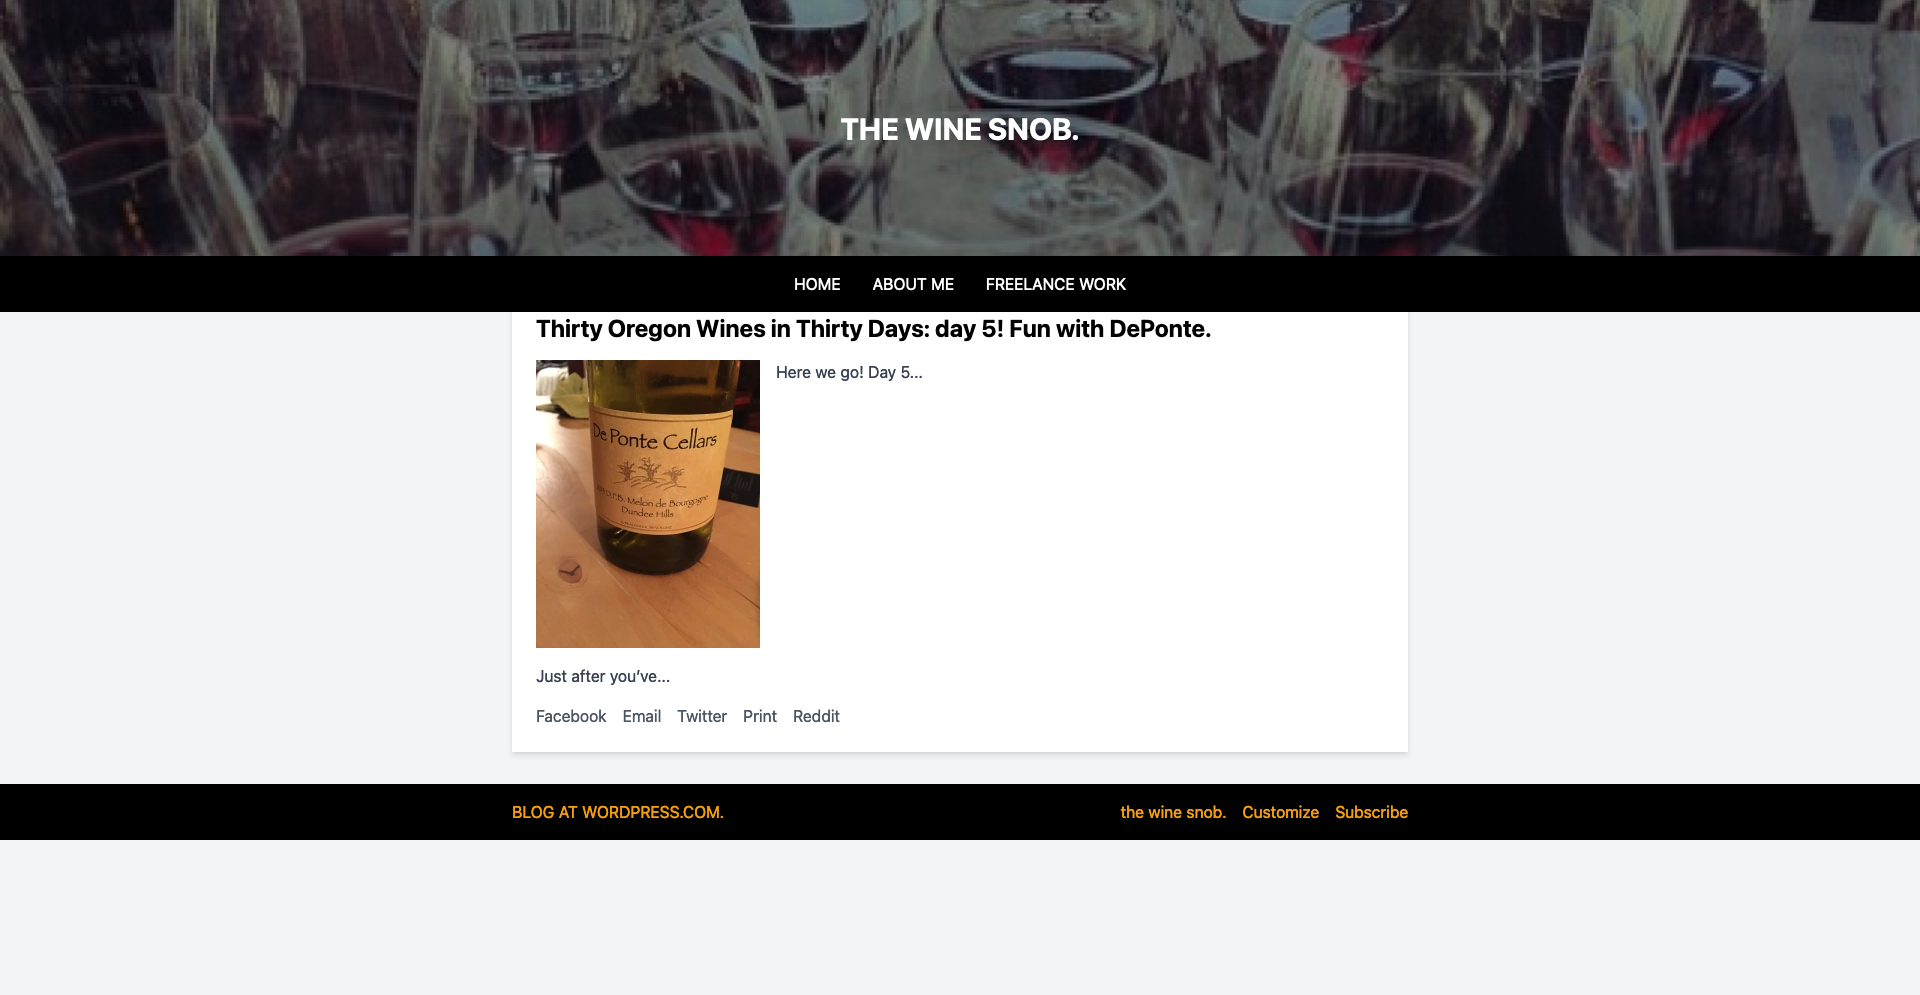 THE WINE SNOB.
HOME ABOUT ME FREELANCE WORK
Thirty Oregon Wines in Thirty Days: day 5! Fun with DePonte.
Here we go! Day 5...
De Ponte Cellars
D.F.B. Melon de Bourgogne
Dundee Hills
Just after you’ve...
Facebook Email Twitter Print Reddit
BLOG AT WORDPRESS.COM. the wine snob. Customize Subscribe